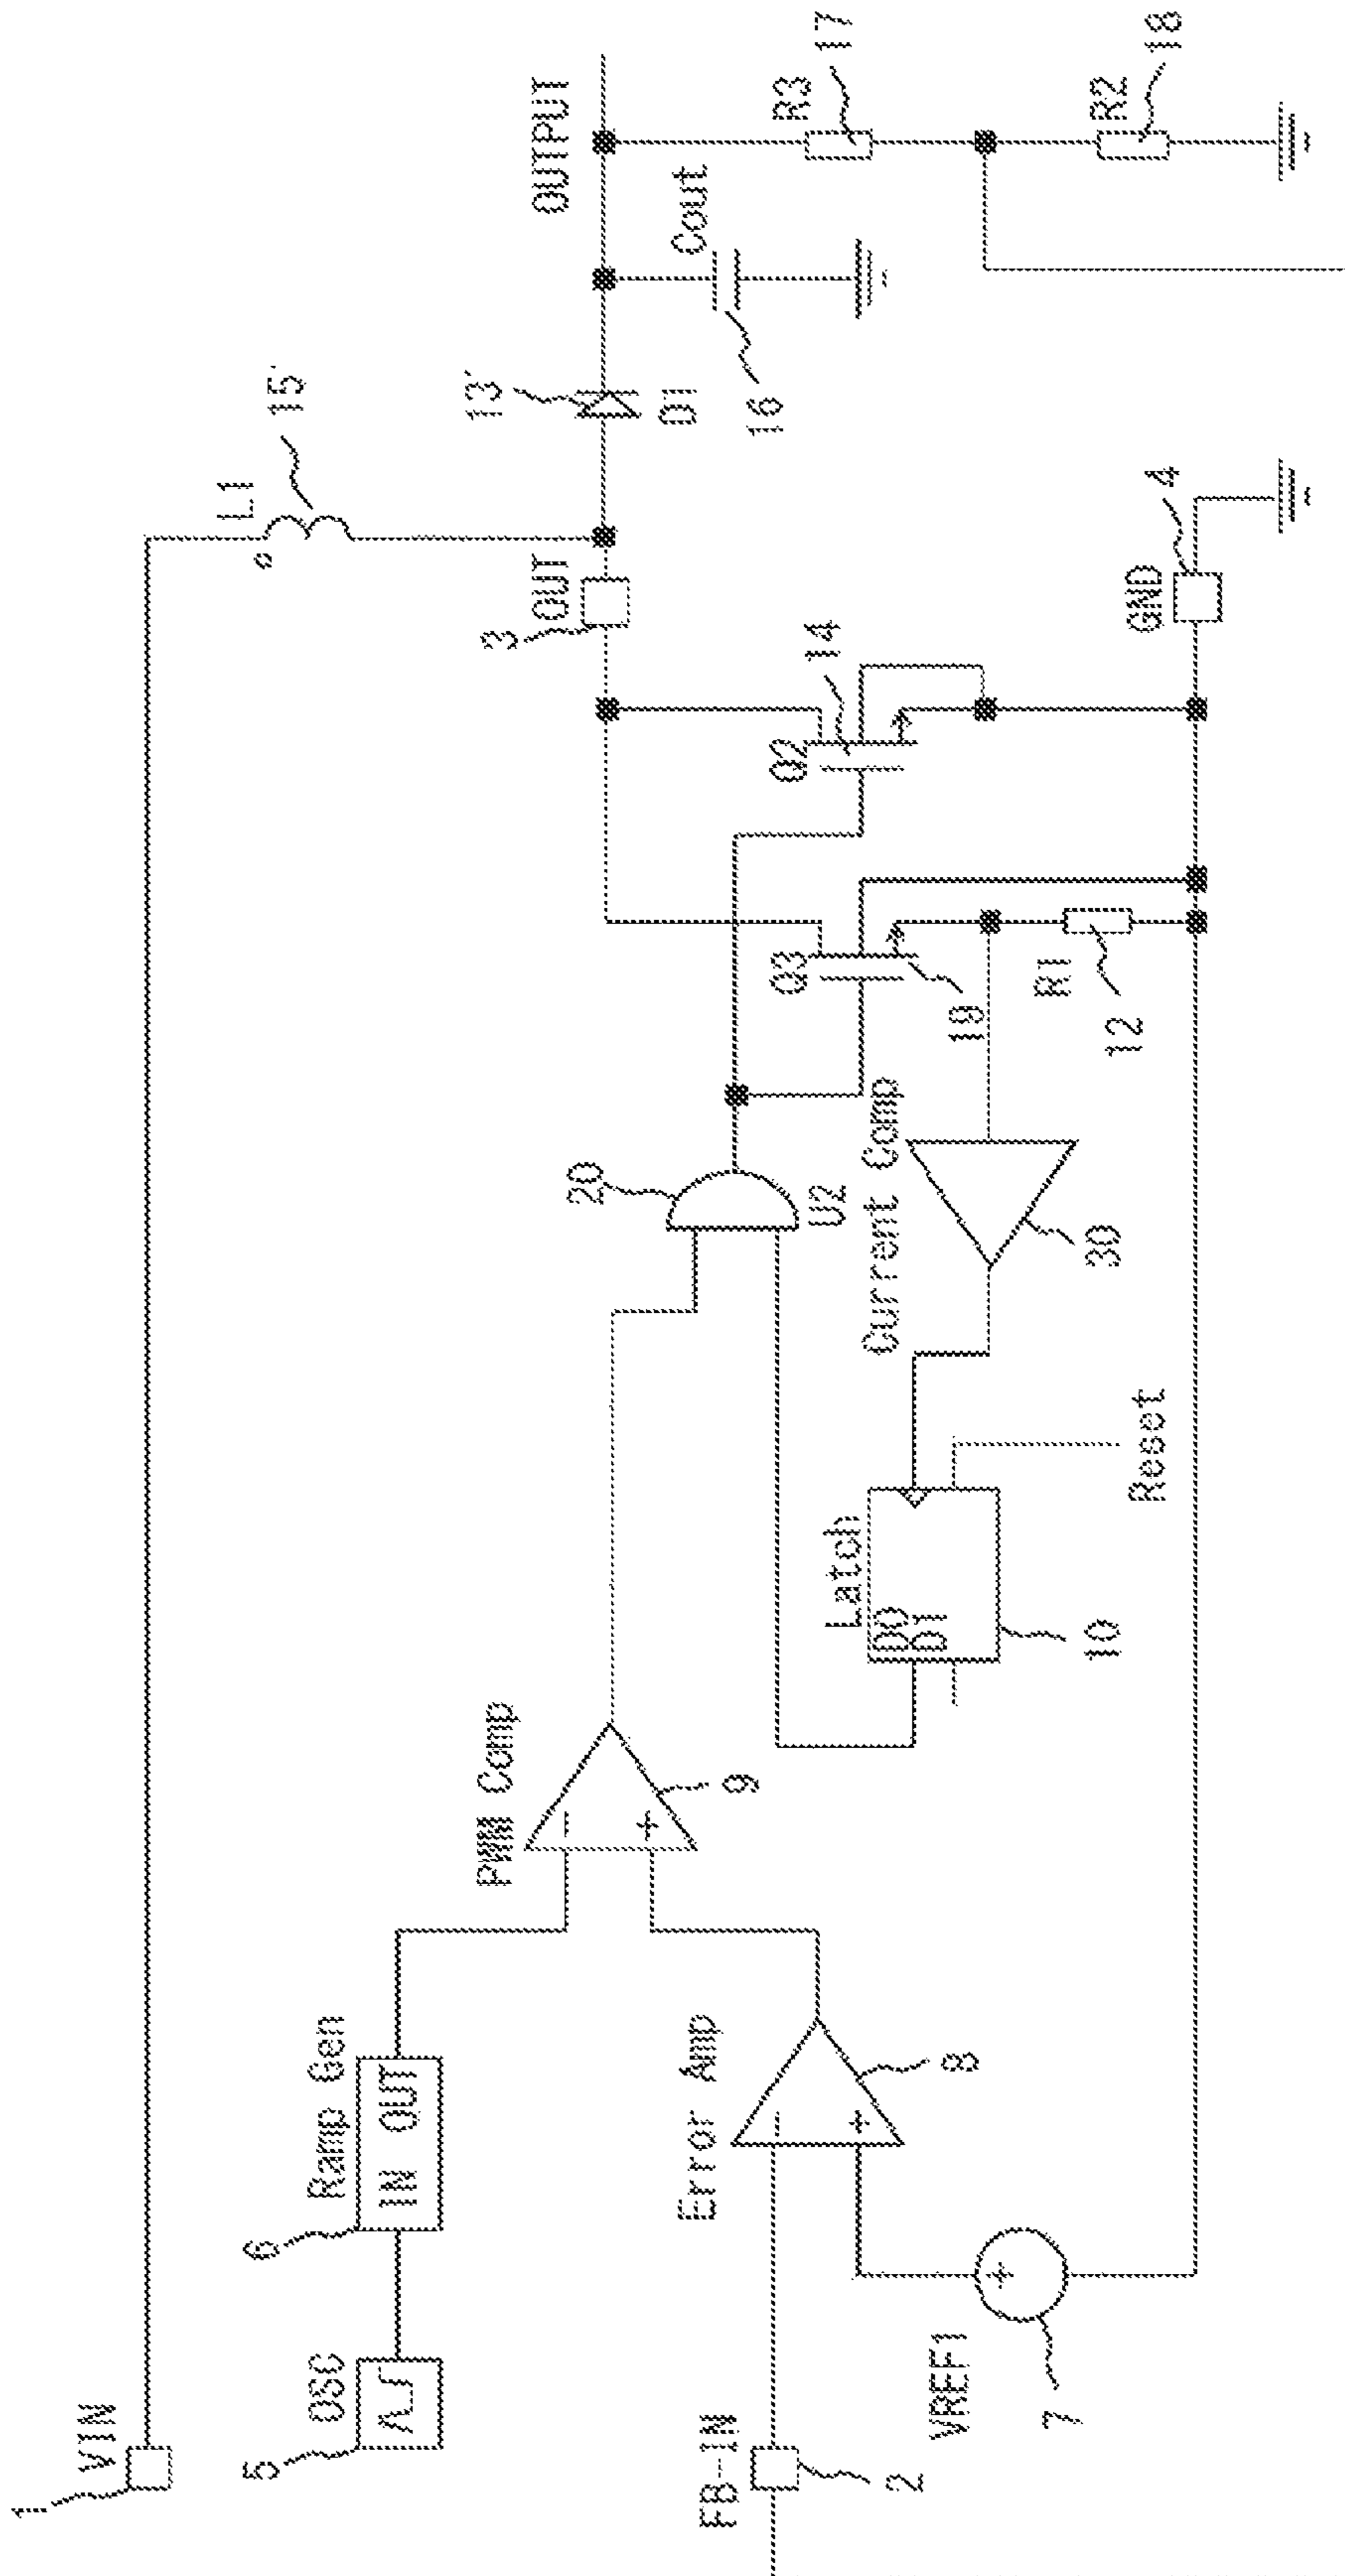 1
VIN
L1
15'
5
OSC
6
Ramp Gen
IN OUT
PWM Comp
9
20
U2
3
OUT
13'
D1
OUTPUT
16
Cout
R3
17
R2
18
FB-IN
2
Error Amp
8
VREF1
7
Latch
DO
DI
10
Reset
Current Comp
30
Q3
19
R1
12
Q2
14
GND
4